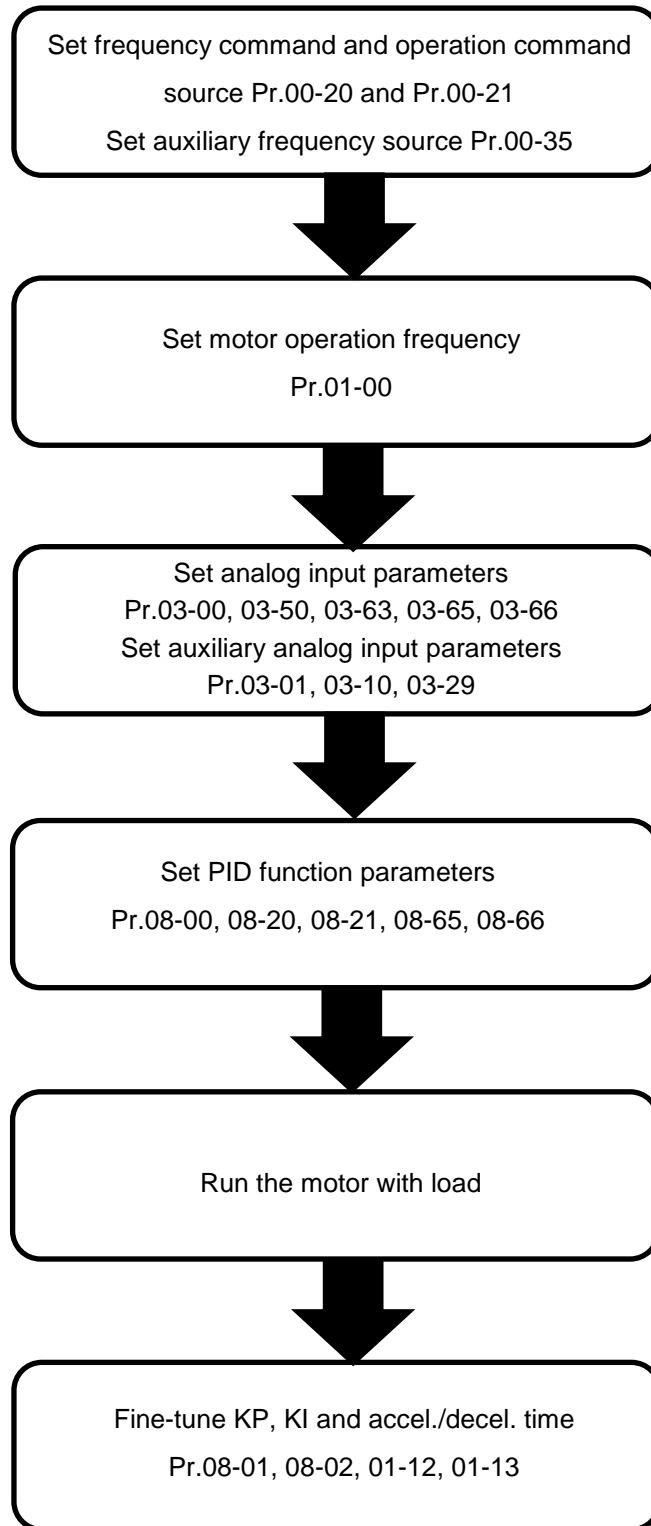 Set frequency command and operation command
source Pr.00-20 and Pr.00-21
Set auxiliary frequency source Pr.00-35
Set motor operation frequency
Pr.01-00
Set analog input parameters
Pr.03-00, 03-50, 03-63, 03-65, 03-66
Set auxiliary analog input parameters
Pr.03-01, 03-10, 03-29
Set PID function parameters
Pr.08-00, 08-20, 08-21, 08-65, 08-66
Run the motor with load
Fine-tune KP, KI and accel./decel. time
Pr.08-01, 08-02, 01-12, 01-13